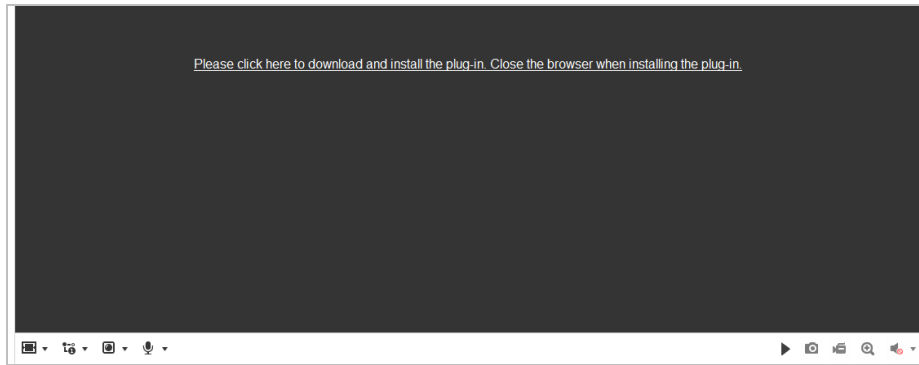 Please click here to download and install the plug-in. Close the browser when installing the plug-in.